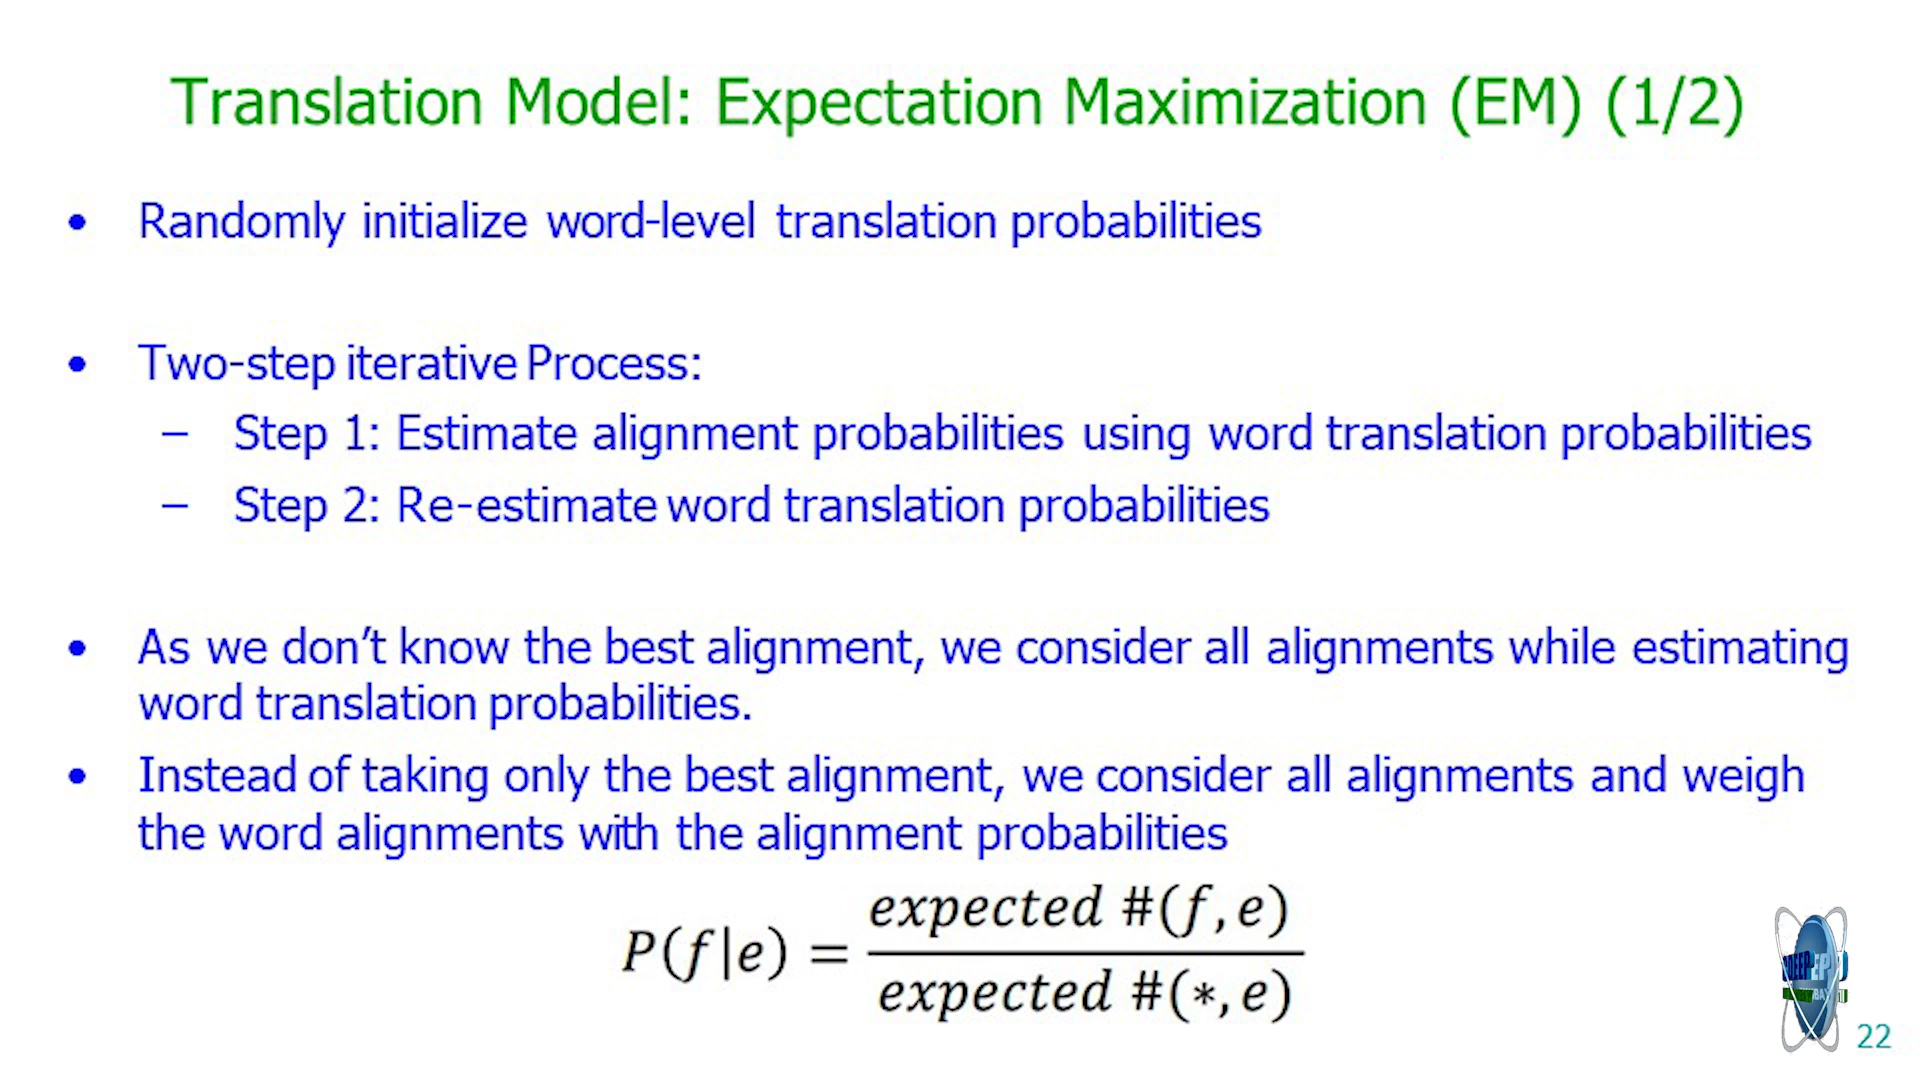 Translation Model: Expectation Maximization (EM) (1/2)
• Randomly initialize word-level translation probabilities
• Two-step iterative Process:
– Step 1: Estimate alignment probabilities using word translation probabilities
– Step 2: Re-estimate word translation probabilities
• As we don't know the best alignment, we consider all alignments while estimating
word translation probabilities.
• Instead of taking only the best alignment, we consider all alignments and weigh
the word alignments with the alignment probabilities
P(f|e) = expected #(f,e)
expected #(*,e)
22